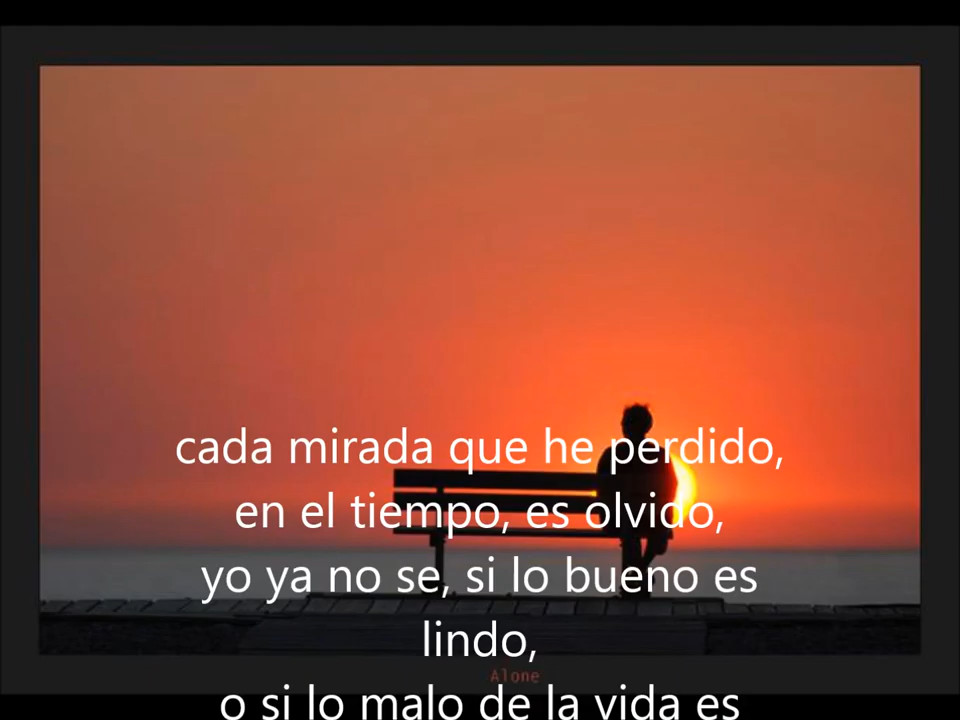 cada mirada que he perdido,
en el tiempo, es olvido,
yo ya no se, si lo bueno es
lindo,
Alone
o si lo malo de la vida es